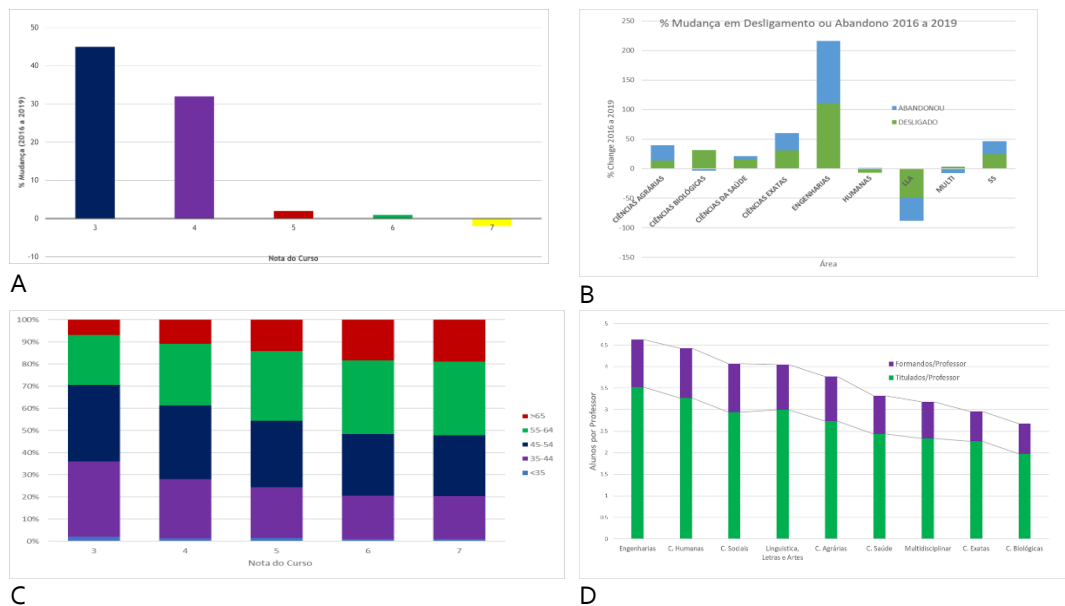 50
40
30
20
10
0
-10
% Mudança (2016 a 2019)
3 4 5 6 7
Nota do Curso
A
% Mudança em Desligamento ou Abandono 2016 a 2019
250
200
150
100
50
0
-50
-100
-150
% Change 2016 a 2019
ABANDONOU
DESLIGADO
CIÊNCIAS AGRÁRIAS
CIÊNCIAS BIOLÓGICAS
CIÊNCIAS DA SAÚDE
CIÊNCIAS EXATAS
ENGENHARIAS
HUMANAS
LLA
MULTI
SS
Área
B
100%
90%
80%
70%
60%
50%
40%
30%
20%
10%
0%
3 4 5 6 7
Nota do Curso
>65
55-64
45-54
35-44
<35
C
5
4.5
4
3.5
3
2.5
2
1.5
1
0.5
0
Alunos por Professor
Formandos/Professor
Titulados/Professor
Engenharias
C. Humanas
C. Sociais
Linguística,
Letras e Artes
C. Agrárias
C. Saúde
Multidisciplinar
C. Exatas
C. Biológicas
D